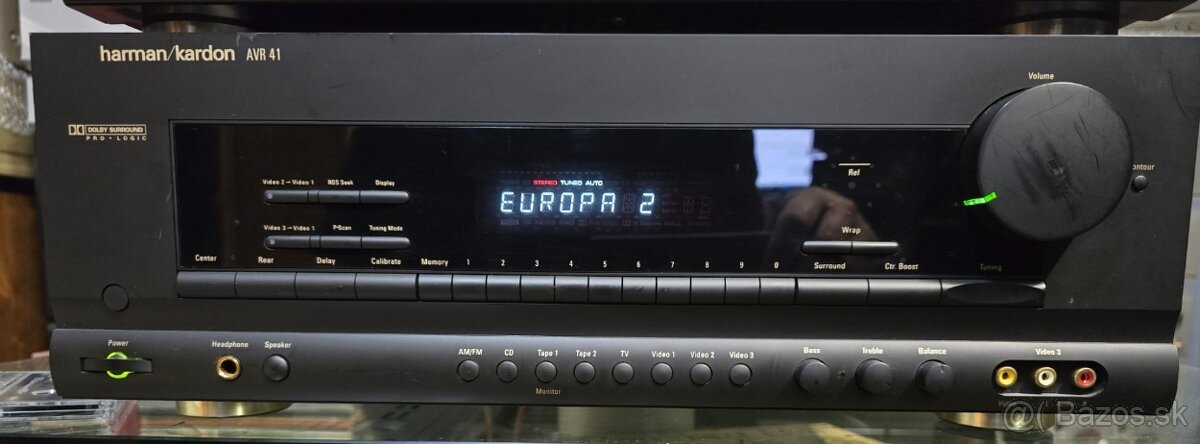 harman/kardon AVR 41
Volume
DOLBY SURROUND
PRO • LOGIC
Ref
Video 2 – Video 1 RDS Seek Display
STEREO TUNED AUTO
EUROPA 2
Video 3 – Video 1 P-Scan Tuning Mode
Wrap
Center Rear Delay Calibrate Memory 1 2 3 4 5 6 7 8 9 0 Surround Ctr. Boost Tuning
Power Headphone Speaker AM/FM CD Tape 1 Tape 2 TV Video 1 Video 2 Video 3 Bass Treble Balance Video 3
Monitor
Bazos.sk